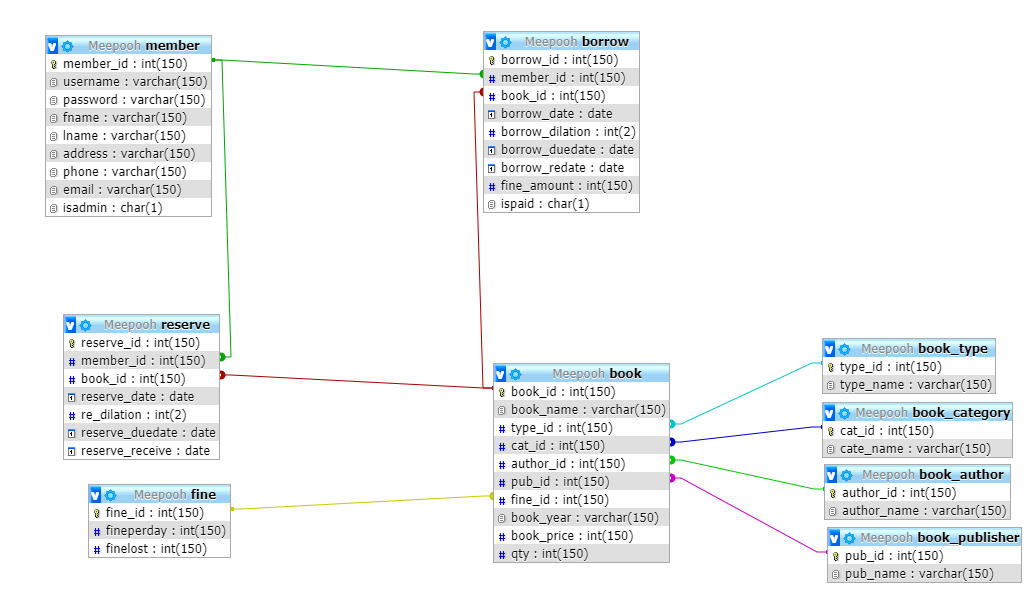 Meepooh member
member_id : int(150)
username : varchar(150)
password : varchar(150)
fname : varchar(150)
lname : varchar(150)
address : varchar(150)
phone : varchar(150)
email : varchar(150)
isadmin : char(1)
Meepooh borrow
borrow_id : int(150)
member_id : int(150)
book_id : int(150)
borrow_date : date
borrow_dilation : int(2)
borrow_duedate : date
borrow_redate : date
fine_amount : int(150)
ispaid : char(1)
Meepooh reserve
reserve_id : int(150)
member_id : int(150)
book_id : int(150)
reserve_date : date
re_dilation : int(2)
reserve_duedate : date
reserve_receive : date
Meepooh fine
fine_id : int(150)
fineperday : int(150)
finelost : int(150)
Meepooh book
book_id : int(150)
book_name : varchar(150)
type_id : int(150)
cat_id : int(150)
author_id : int(150)
pub_id : int(150)
fine_id : int(150)
book_year : varchar(150)
book_price : int(150)
qty : int(150)
Meepooh book_type
type_id : int(150)
type_name : varchar(150)
Meepooh book_category
cat_id : int(150)
cate_name : varchar(150)
Meepooh book_author
author_id : int(150)
author_name : varchar(150)
Meepooh book_publisher
pub_id : int(150)
pub_name : varchar(150)